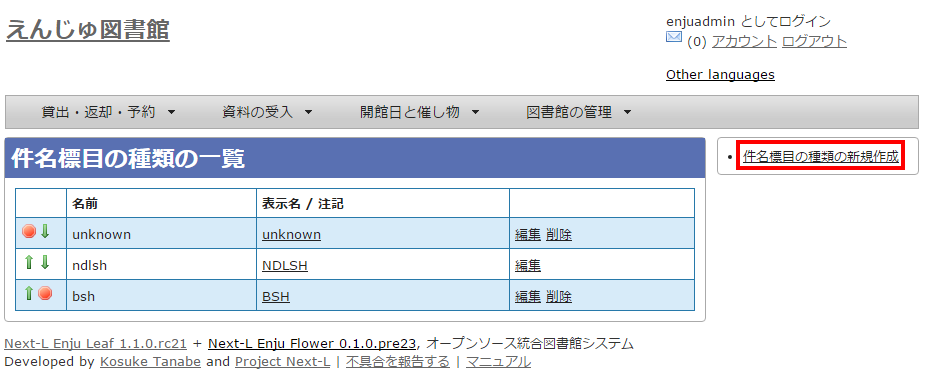 えんじゅ図書館
enjuadmin としてログイン
(0) アカウント ログアウト
Other languages
貸出・返却・予約 資料の受入 開館日と催し物 図書館の管理
件名標目の種類の一覧
件名標目の種類の新規作成
名前 表示名 / 注記
unknown unknown 編集 削除
ndlsh NDLSH 編集
bsh BSH 編集 削除
Next-L Enju Leaf 1.1.0.rc21 + Next-L Enju Flower 0.1.0.pre23, オープンソース統合図書館システム
Developed by Kosuke Tanabe and Project Next-L | 不具合を報告する | マニュアル